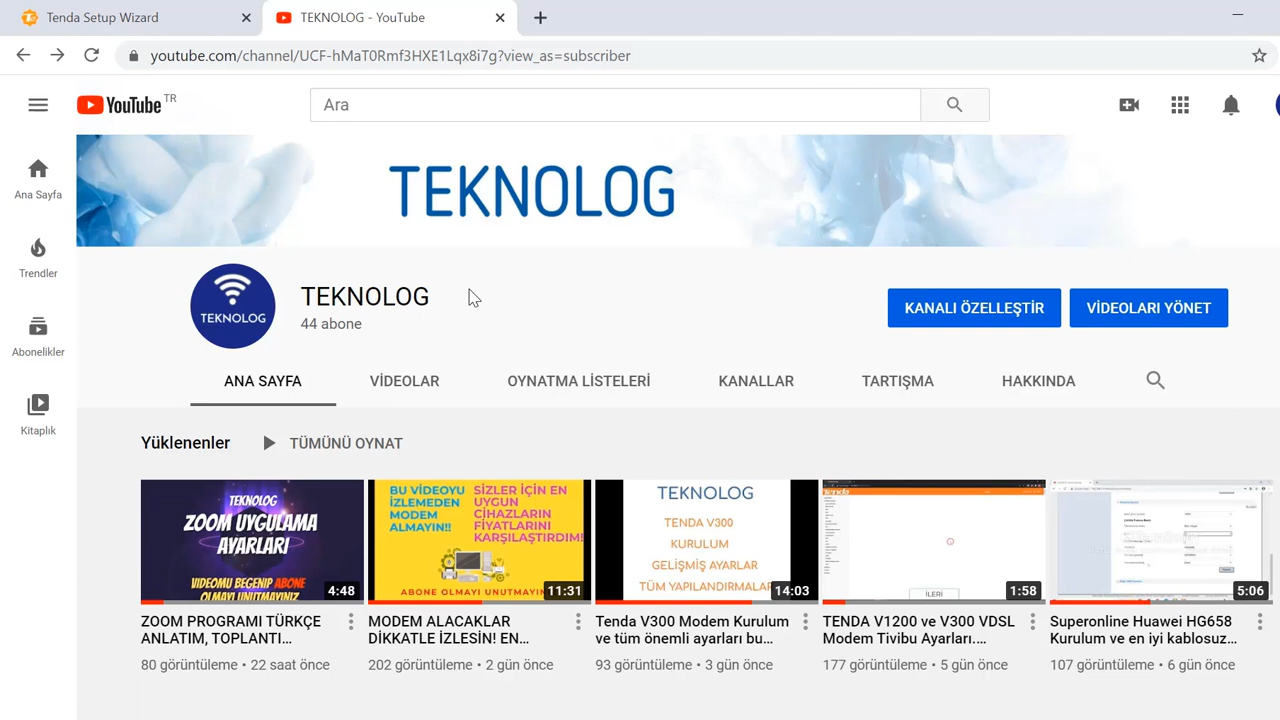 Tenda Setup Wizard
TEKNOLOG - YouTube
youtube.com/channel/UCF-hMaT0Rmf3HXE1Lqx8i7g?view_as=subscriber
YouTube TR
Ara
Ana Sayfa
Trendler
Abonelikler
Kitaplık
TEKNOLOG
TEKNOLOG
TEKNOLOG
44 abone
KANALI ÖZELLEŞTİR
VİDEOLARI YÖNET
ANA SAYFA
VİDEOLAR
OYNATMA LİSTELERİ
KANALLAR
TARTIŞMA
HAKKINDA
Yüklenenler
TÜMÜNÜ OYNAT
TEKNOLOG
ZOOM UYGULAMA
AYARLARI
VIDEOMU BEGENIP ABONE
OLMAYI UNUTMAYINIZ
4:48
ZOOM PROGRAMI TÜRKÇE
ANLATIM, TOPLANTI...
80 görüntüleme • 22 saat önce
BU VİDEOYU
İZLEMEDEN
MODEM
ALMAYIN!!
SİZLER İÇİN EN
UYGUN
CİHAZLARIN
FİYATLARINI
KARŞILAŞTIRDIM!
ABONE OLMAYI UNUTMAYIN
11:31
MODEM ALACAKLAR
DİKKATLE İZLESİN! EN...
202 görüntüleme • 2 gün önce
TEKNOLOG
TENDA V300
KURULUM
GELİŞMİŞ AYARLAR
TÜM YAPILANDIRMALAR
14:03
Tenda V300 Modem Kurulum
ve tüm önemli ayarları bu...
93 görüntüleme • 3 gün önce
Tenda
İLERİ
1:58
TENDA V1200 ve V300 VDSL
Modem Tivibu Ayarları....
177 görüntüleme • 5 gün önce
5:06
Superonline Huawei HG658
Kurulum ve en iyi kablosuz...
107 görüntüleme • 6 gün önce